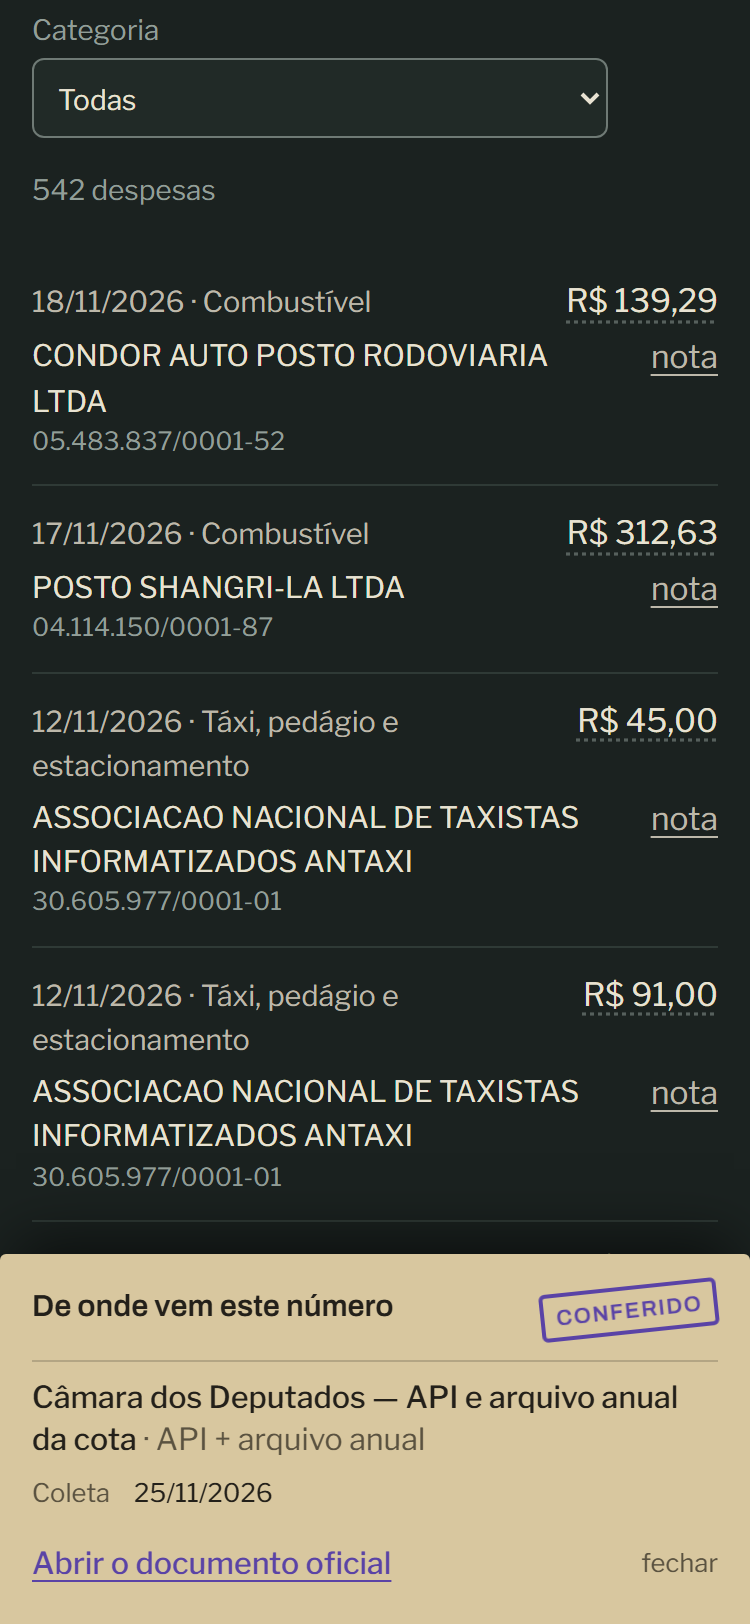 Categoria
Todas
542 despesas
18/11/2026 · Combustível
R$ 139,29
CONDOR AUTO POSTO RODOVIARIA
LTDA
nota
05.483.837/0001-52
17/11/2026 · Combustível
R$ 312,63
POSTO SHANGRI-LA LTDA
nota
04.114.150/0001-87
12/11/2026 · Táxi, pedágio e
estacionamento
R$ 45,00
ASSOCIACAO NACIONAL DE TAXISTAS
INFORMATIZADOS ANTAXI
nota
30.605.977/0001-01
12/11/2026 · Táxi, pedágio e
estacionamento
R$ 91,00
ASSOCIACAO NACIONAL DE TAXISTAS
INFORMATIZADOS ANTAXI
nota
30.605.977/0001-01
De onde vem este número
CONFERIDO
Câmara dos Deputados — API e arquivo anual
da cota · API + arquivo anual
Coleta 25/11/2026
Abrir o documento oficial
fechar